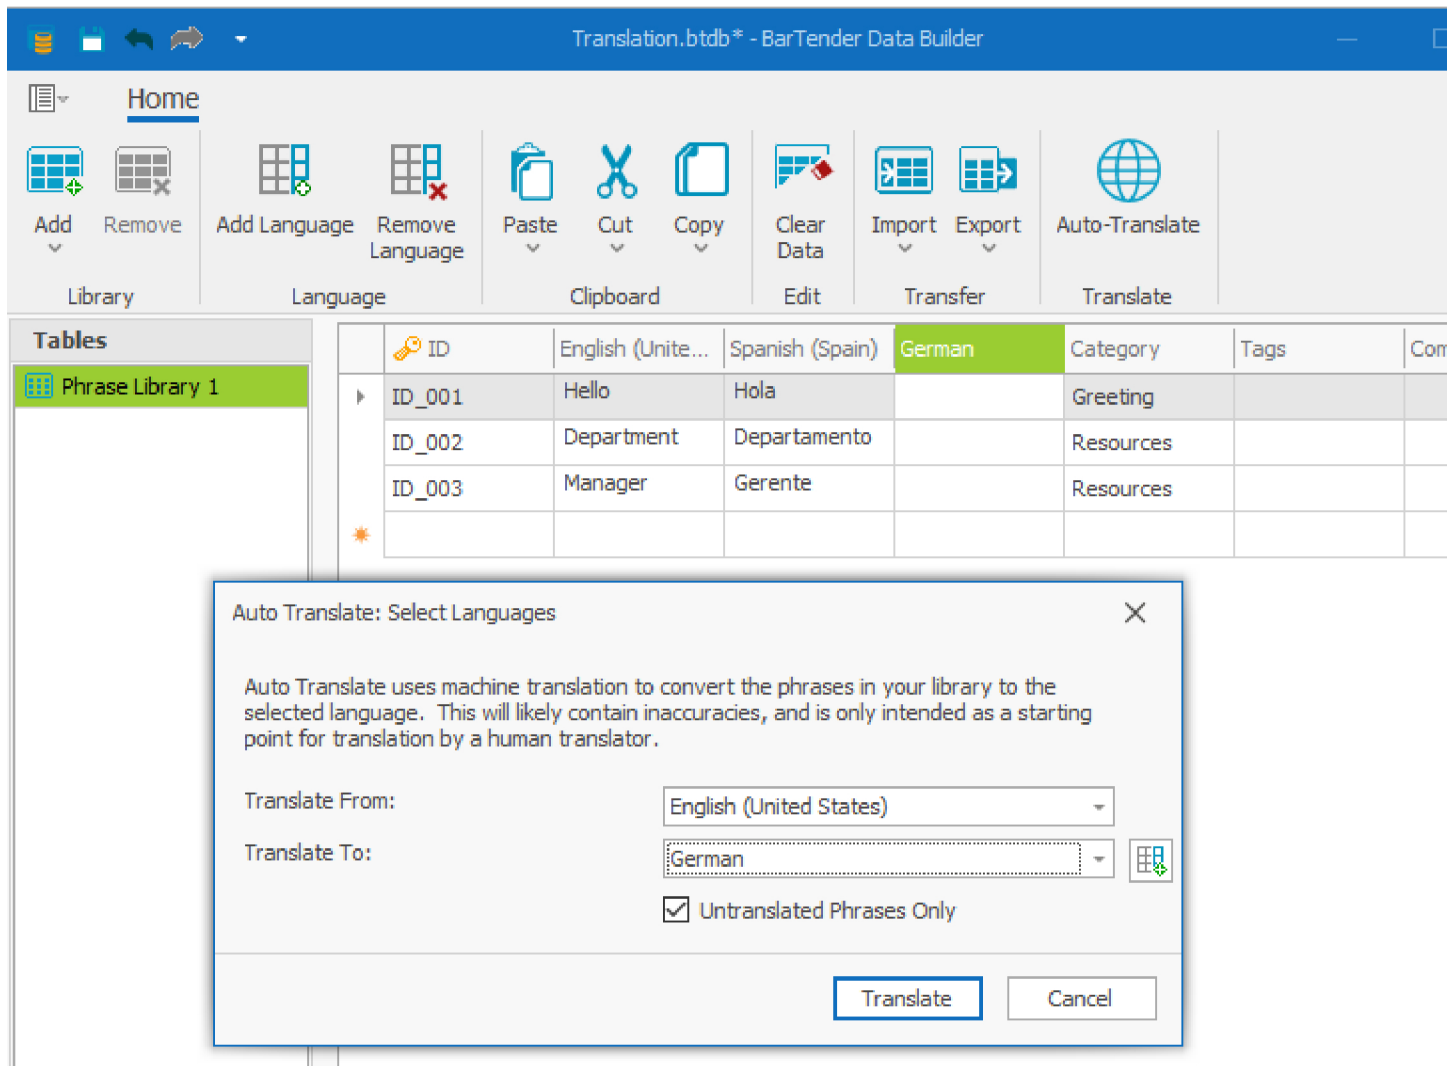 Translation.btdb* - BarTender Data Builder
Home
Add
Remove
Add Language
Remove
Language
Paste
Cut
Copy
Clear
Data
Import
Export
Auto-Translate
Library
Language
Clipboard
Edit
Transfer
Translate
Tables
Phrase Library 1
ID English (Unite... Spanish (Spain) German Category Tags Com
ID_001 Hello Hola Greeting
ID_002 Department Departamento Resources
ID_003 Manager Gerente Resources
Auto Translate: Select Languages
Auto Translate uses machine translation to convert the phrases in your library to the
selected language. This will likely contain inaccuracies, and is only intended as a starting
point for translation by a human translator.
Translate From: English (United States)
Translate To: German
Untranslated Phrases Only
Translate Cancel